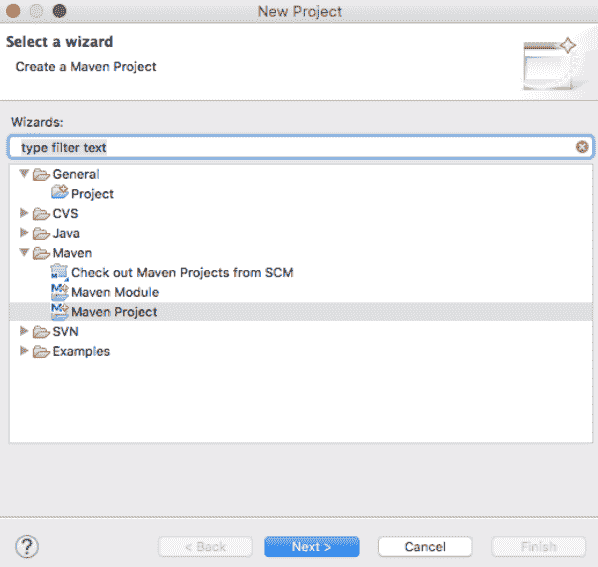 New Project
Select a wizard
Create a Maven Project
Wizards:
type filter text
General
Project
CVS
Java
Maven
Check out Maven Projects from SCM
Maven Module
Maven Project
SVN
Examples
?
< Back
Next >
Cancel
Finish